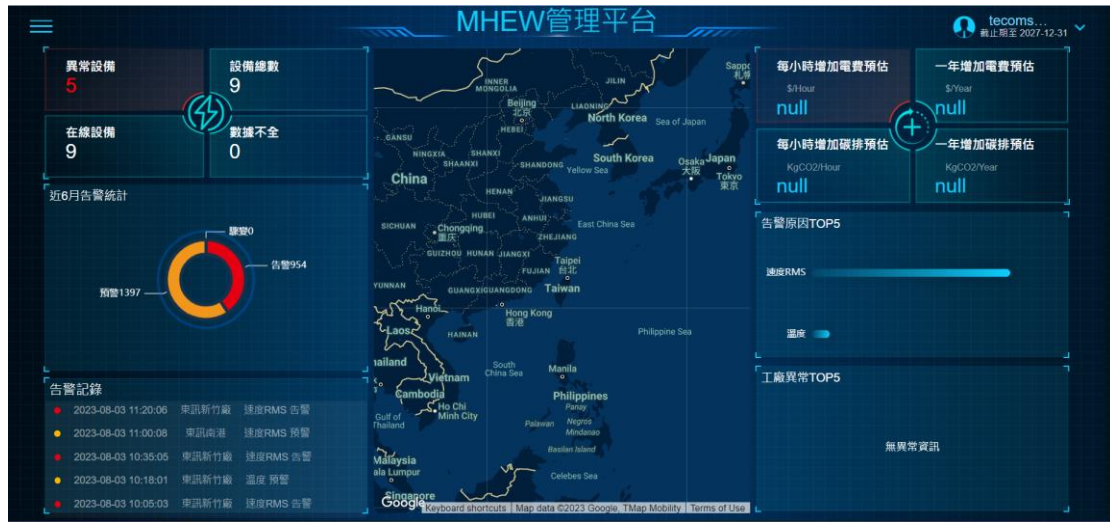 MHEW管理平台
tecoms...
截止期至 2027-12-31
異常設備
5
設備總數
9
在線設備
9
數據不全
0
近6月告警統計
驟變0
告警954
預警1397
告警記錄
2023-08-03 11:20:06 東訊新竹廠 速度RMS 告警
2023-08-03 11:00:08 東訊南港 速度RMS 預警
2023-08-03 10:35:05 東訊新竹廠 速度RMS 告警
2023-08-03 10:18:01 東訊新竹廠 溫度 預警
2023-08-03 10:05:03 東訊新竹廠 速度RMS 告警
Sappo
札幌
INNER
MONGOLIA
JILIN
Beijing
北京
LIAONING
North Korea
Sea of Japan
HEBEI
GANSU
NINGXIA
SHANXI
SHAANXI
SHANDONG
South Korea
Yellow Sea
Osaka
大阪
Japan
Tokyo
東京
China
HENAN
JIANGSU
HUBEI
ANHUI
SICHUAN
Chongqing
重庆
East China Sea
ZHEJIANG
GUIZHOU
HUNAN
JIANGXI
Taipei
台北
FUJIAN
YUNNAN
GUANGXI
GUANGDONG
Taiwan
Hanoi
Hong Kong
香港
Laos
HAINAN
Philippine Sea
hailand
South
China Sea
Manila
Vietnam
Cambodia
Philippines
Ho Chi
Minh City
Panay
Gulf of
Thailand
Palawan
Negros
Mindanao
Basilan Island
Malaysia
ala Lumpur
Celebes Sea
Singapore
Google
Keyboard shortcuts
Map data ©2023 Google, TMap Mobility
Terms of Use
每小時增加電費預估
$/Hour
null
一年增加電費預估
$/Year
null
每小時增加碳排預估
KgCO2/Hour
null
一年增加碳排預估
KgCO2/Year
null
告警原因TOP5
速度RMS
溫度
工廠異常TOP5
無異常資訊